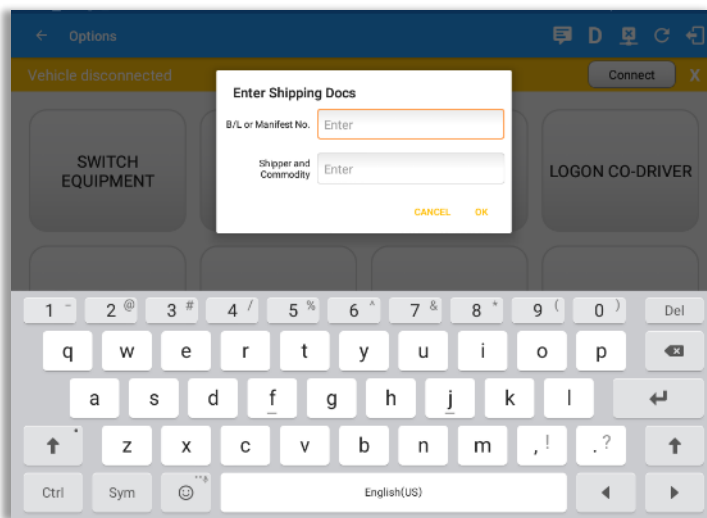 Options
D
Vehicle disconnected
Connect
X
Enter Shipping Docs
B/L or Manifest No.
Enter
Shipper and
Commodity
Enter
CANCEL
OK
SWITCH
EQUIPMENT
LOGON CO-DRIVER
1 - 2 @ 3 # 4 / 5 % 6 ^ 7 & 8 * 9 ( 0 ) Del
q w e r t y u i o p
a s d f g h j k l
z x c v b n m , ! . ?
Ctrl Sym English(US)